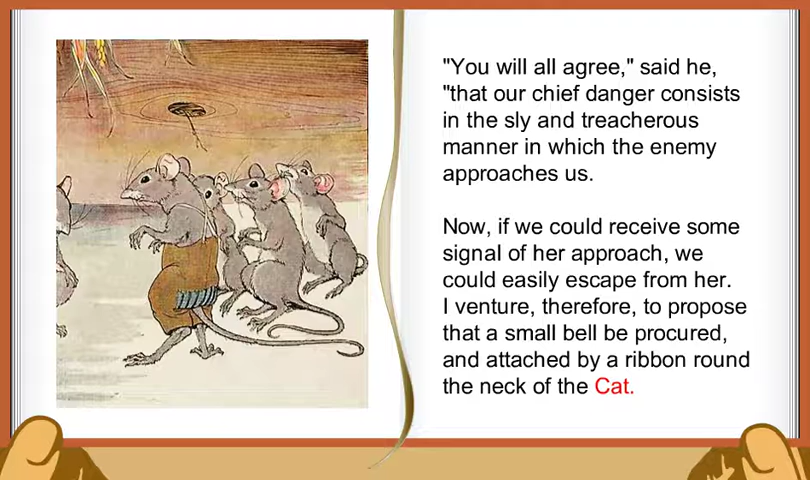 "You will all agree," said he,
"that our chief danger consists
in the sly and treacherous
manner in which the enemy
approaches us.
Now, if we could receive some
signal of her approach, we
could easily escape from her.
I venture, therefore, to propose
that a small bell be procured,
and attached by a ribbon round
the neck of the Cat.